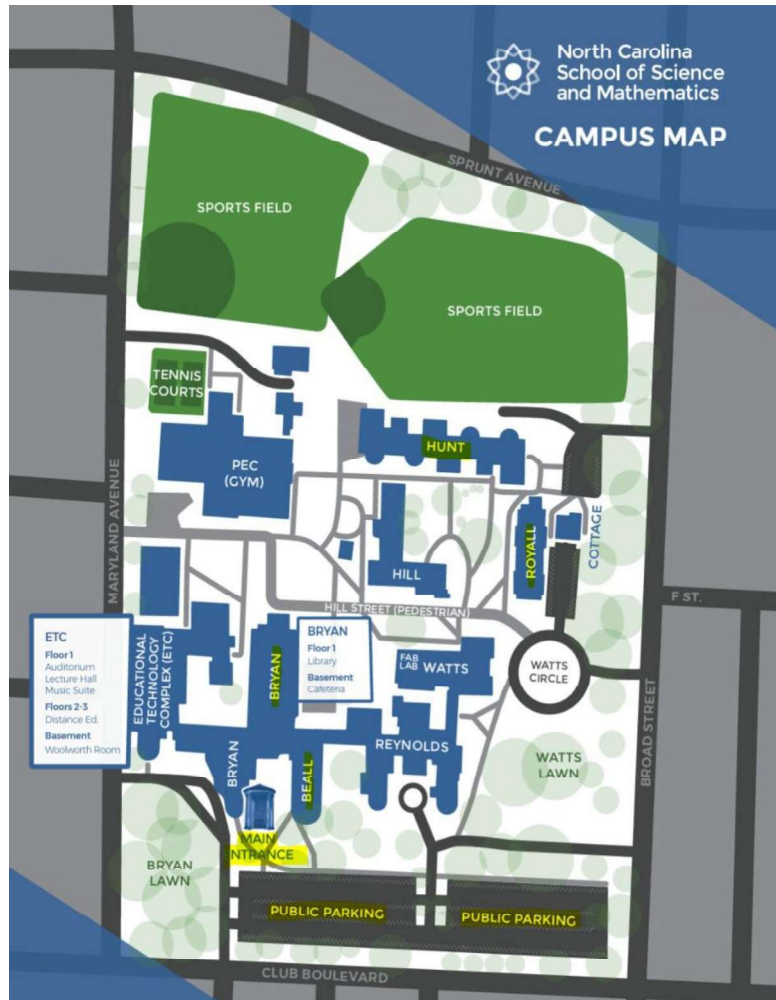 North Carolina
School of Science
and Mathematics
CAMPUS MAP
SPRUNT AVENUE
SPORTS FIELD
SPORTS FIELD
TENNIS
COURTS
HUNT
PEC
(GYM)
MARYLAND AVENUE
ROYALL
COTTAGE
HILL
F ST.
HILL STREET (PEDESTRIAN)
ETC
Floor 1
Auditorium
Lecture Hall
Music Suite
Floors 2-3
Distance Ed.
Basement
Woolworth Room
EDUCATIONAL
TECHNOLOGY
COMPLEX (ETC)
BRYAN
BRYAN
Floor 1
Library
Basement
Cafeteria
FAB
LAB
WATTS
WATTS
CIRCLE
REYNOLDS
BRYAN
BEALL
WATTS
LAWN
BROAD STREET
MAIN
ENTRANCE
BRYAN
LAWN
PUBLIC PARKING
PUBLIC PARKING
CLUB BOULEVARD